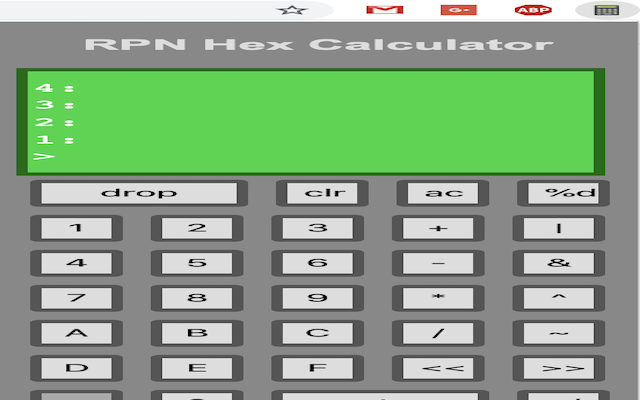 G+ ABP
RPN Hex Calculator
4:
3:
2:
1:
>
drop clr ac %d
1 2 3 + |
4 5 6 - &
7 8 9 * ^
A B C / ~
D E F << >>